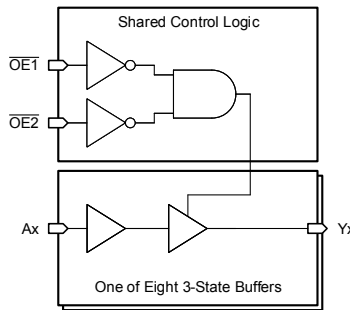 Shared Control Logic
OE1
OE2
Ax
Yx
One of Eight 3-State Buffers